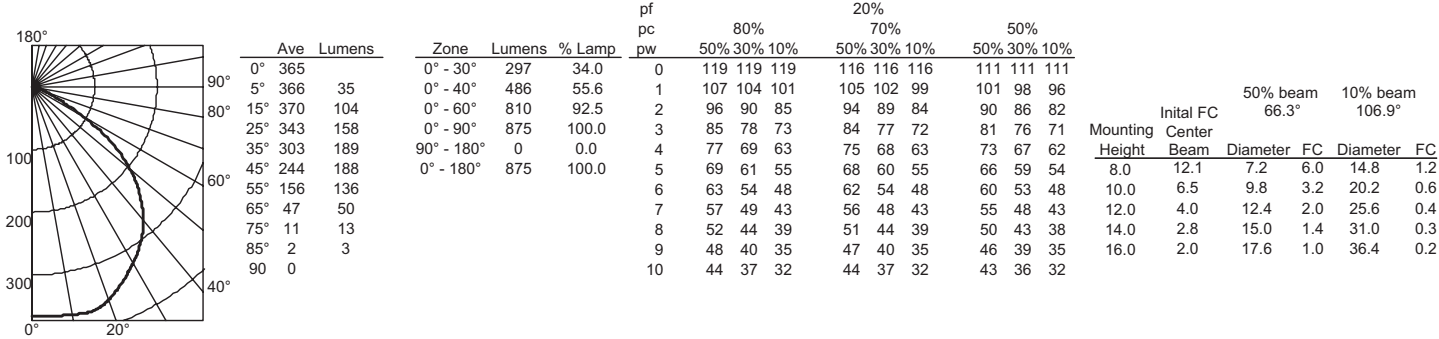 180°
90°
80°
60°
40°
100
200
300
0° 20°
Ave Lumens
0° 365
5° 366 35
15° 370 104
25° 343 158
35° 303 189
45° 244 188
55° 156 136
65° 47 50
75° 11 13
85° 2 3
90 0
Zone Lumens % Lamp
0° - 30° 297 34.0
0° - 40° 486 55.6
0° - 60° 810 92.5
0° - 90° 875 100.0
90° - 180° 0 0.0
0° - 180° 875 100.0
pf 20%
pc 80% 70% 50%
pw 50% 30% 10% 50% 30% 10% 50% 30% 10%
0 119 119 119 116 116 116 111 111 111
1 107 104 101 105 102 99 101 98 96
2 96 90 85 94 89 84 90 86 82
3 85 78 73 84 77 72 81 76 71
4 77 69 63 75 68 63 73 67 62
5 69 61 55 68 60 55 66 59 54
6 63 54 48 62 54 48 60 53 48
7 57 49 43 56 48 43 55 48 43
8 52 44 39 51 44 39 50 43 38
9 48 40 35 47 40 35 46 39 35
10 44 37 32 44 37 32 43 36 32
50% beam 10% beam
Inital FC 66.3° 106.9°
Mounting Center
Height Beam Diameter FC Diameter FC
8.0 12.1 7.2 6.0 14.8 1.2
10.0 6.5 9.8 3.2 20.2 0.6
12.0 4.0 12.4 2.0 25.6 0.4
14.0 2.8 15.0 1.4 31.0 0.3
16.0 2.0 17.6 1.0 36.4 0.2